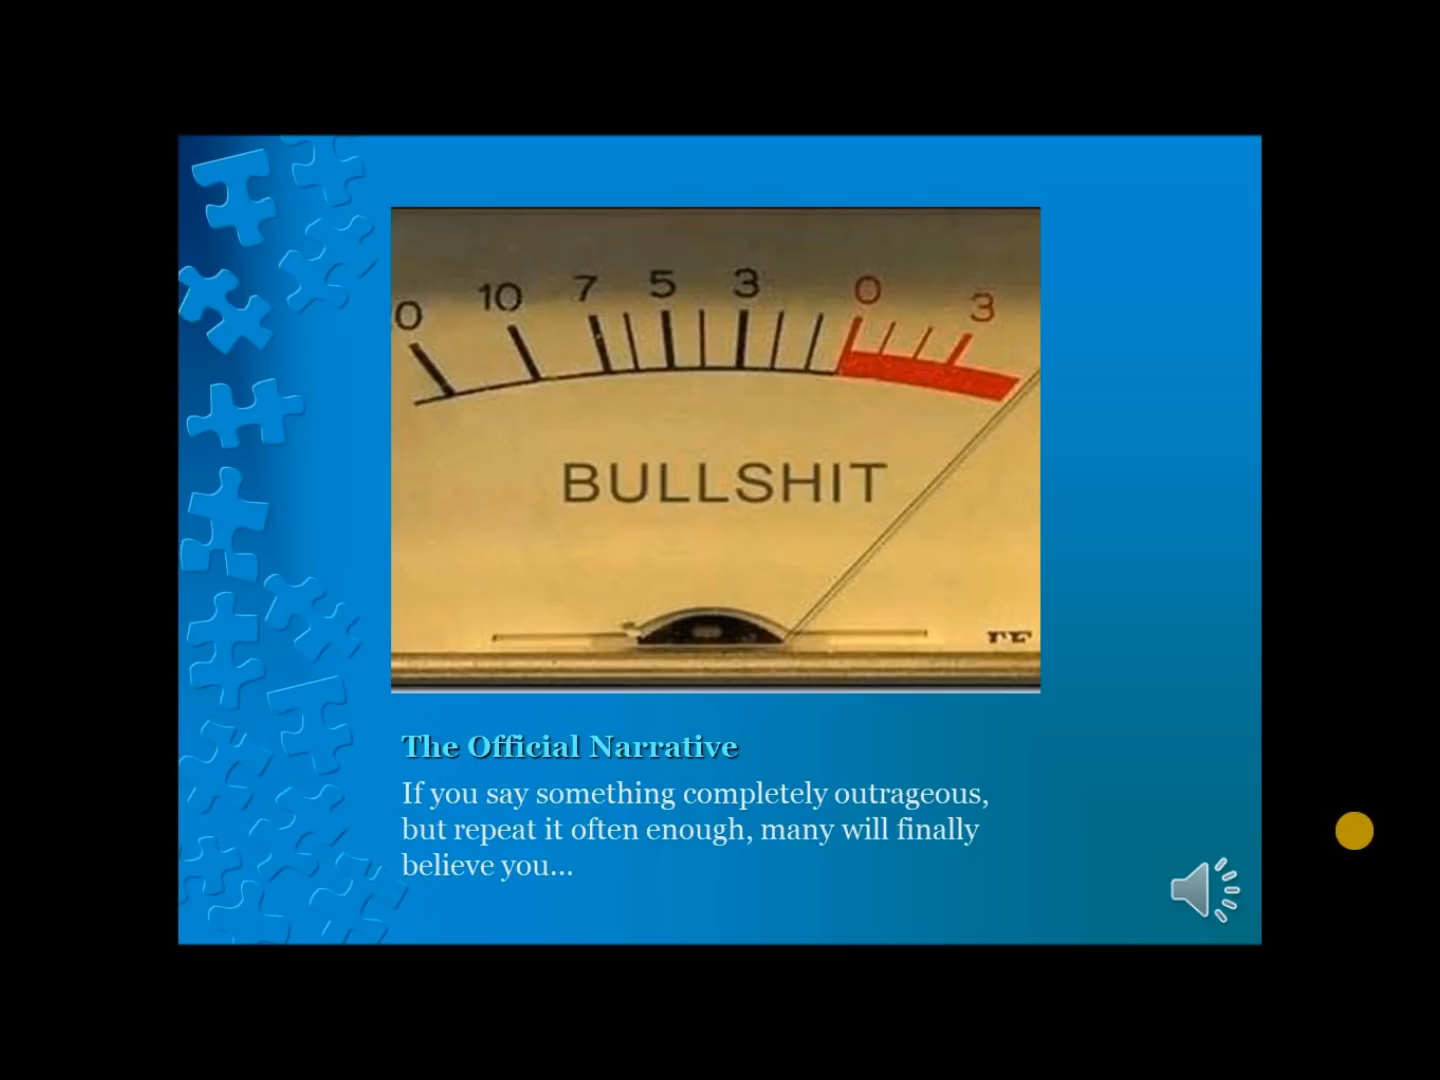 0 10 7 5 3 0 3
BULLSHIT
The Official Narrative
If you say something completely outrageous,
but repeat it often enough, many will finally
believe you...